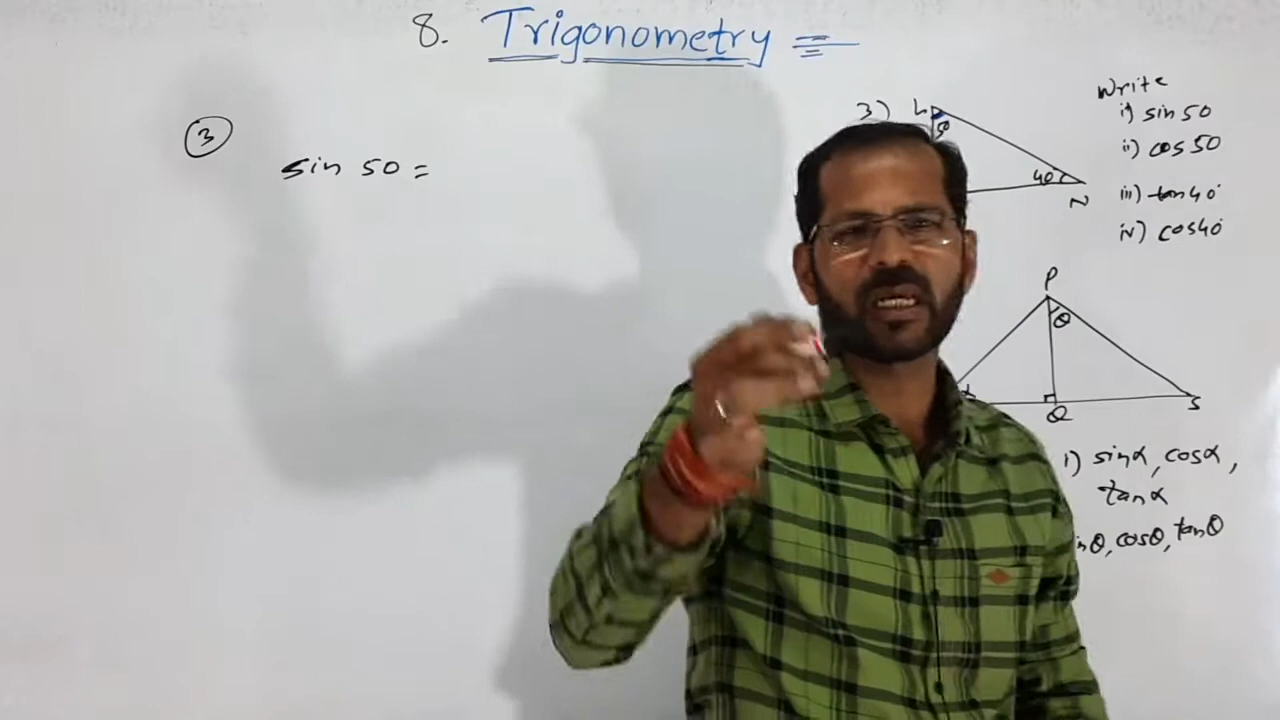 8. Trigonometry
3
sin 50 =
3) L
50
40
N
Write
i) sin 50
ii) cos 50
iii) tan 40°
iv) cos 40
P
θ
Q
S
i) sinα, cosα,
tanα
θ, cosθ, tanθ